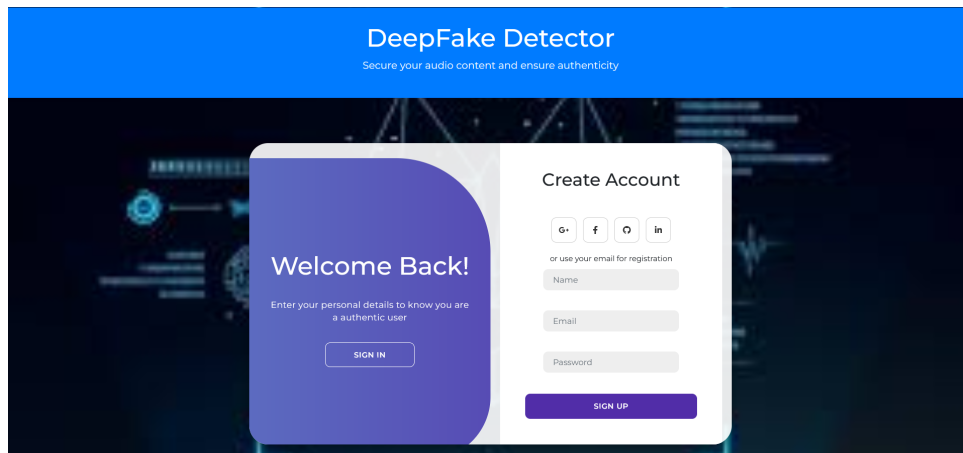 DeepFake Detector
Secure your audio content and ensure authenticity
Welcome Back!
Enter your personal details to know you are
a authentic user
SIGN IN
Create Account
G+
f
in
or use your email for registration
Name
Email
Password
SIGN UP